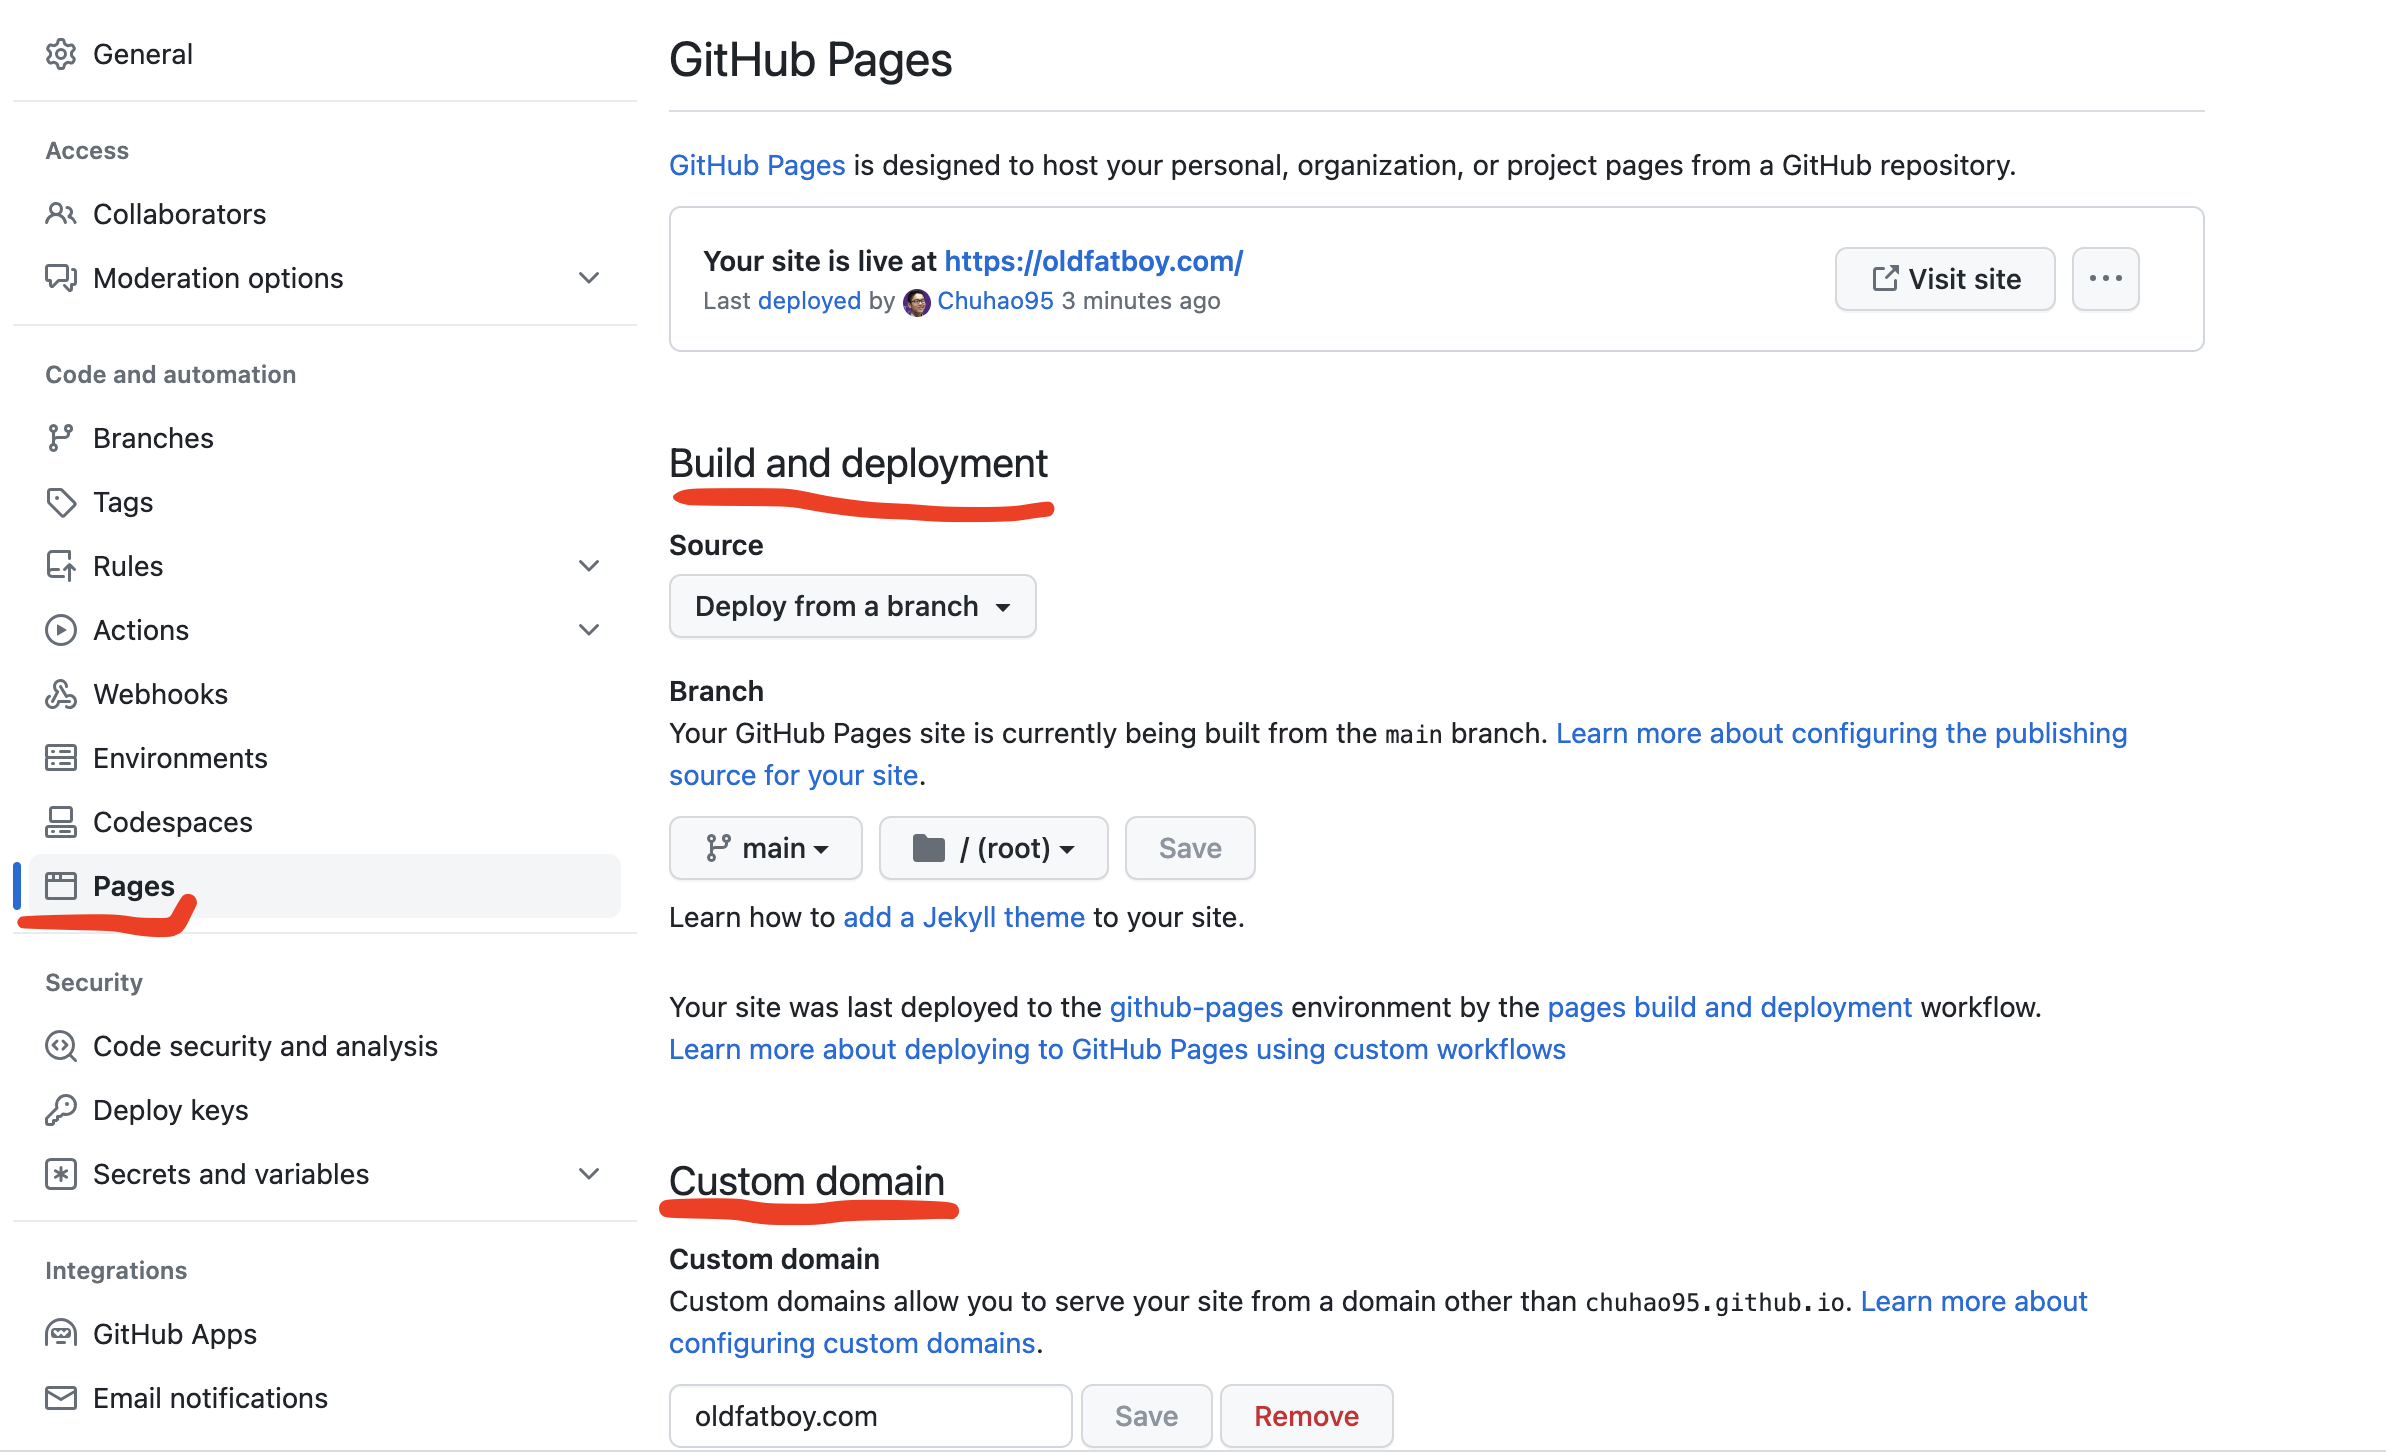 General
Access
Collaborators
Moderation options
Code and automation
Branches
Tags
Rules
Actions
Webhooks
Environments
Codespaces
Pages
Security
Code security and analysis
Deploy keys
Secrets and variables
Integrations
GitHub Apps
Email notifications
GitHub Pages
GitHub Pages is designed to host your personal, organization, or project pages from a GitHub repository.
Your site is live at https://oldfatboy.com/
Last deployed by Chuhao95 3 minutes ago
Visit site
Build and deployment
Source
Deploy from a branch
Branch
Your GitHub Pages site is currently being built from the main branch. Learn more about configuring the publishing
source for your site.
main / (root) Save
Learn how to add a Jekyll theme to your site.
Your site was last deployed to the github-pages environment by the pages build and deployment workflow.
Learn more about deploying to GitHub Pages using custom workflows
Custom domain
Custom domain
Custom domains allow you to serve your site from a domain other than chuhao95.github.io. Learn more about
configuring custom domains.
oldfatboy.com Save Remove